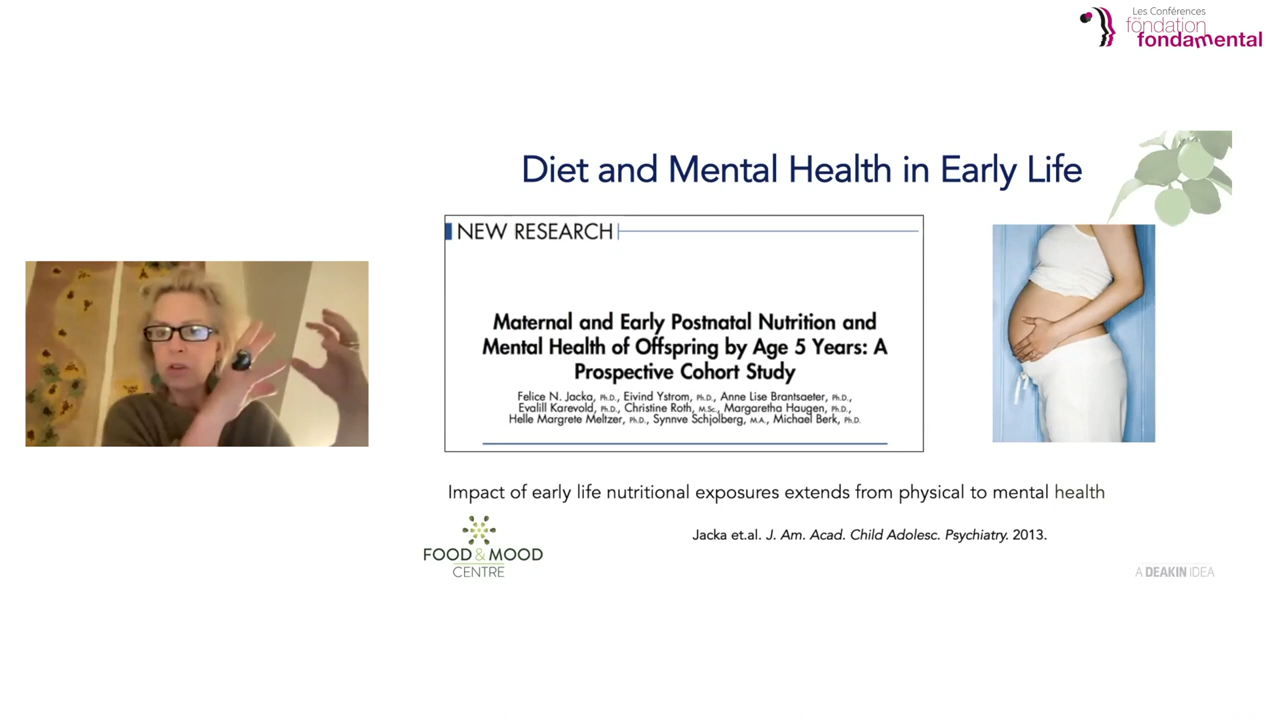 Les Conférences
fondation
fondamental
Diet and Mental Health in Early Life
NEW RESEARCH
Maternal and Early Postnatal Nutrition and
Mental Health of Offspring by Age 5 Years: A
Prospective Cohort Study
Felice N. Jacka, Ph.D., Eivind Ystrom, Ph.D., Anne Lise Brantsaeter, Ph.D.,
Evalill Karevold, Ph.D., Christine Roth, M.Sc., Margaretha Haugen, Ph.D.,
Helle Margrete Meltzer, Ph.D., Synnve Schjolberg, M.A., Michael Berk, Ph.D.
Impact of early life nutritional exposures extends from physical to mental health
Jacka et.al. J. Am. Acad. Child Adolesc. Psychiatry. 2013.
FOOD & MOOD
CENTRE
A DEAKIN IDEA